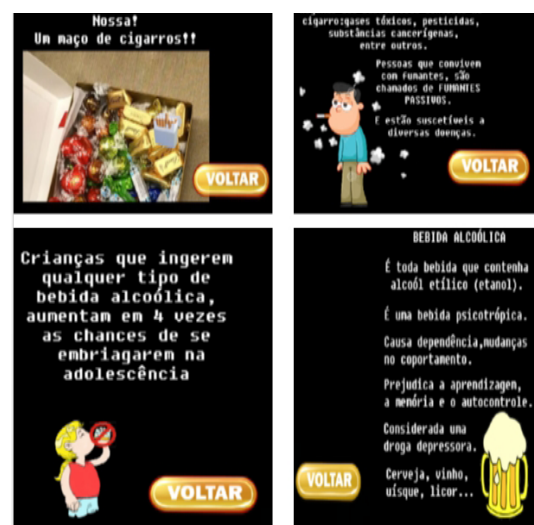 Nossa!
Um maço de cigarros!!
VOLTAR
cigarro:gases tóxicos, pesticidas,
substâncias cancerígenas,
entre outros.
Pessoas que convivem
com fumantes, são
chamados de FUMANTES
PASSIVOS.
E estão suscetíveis a
diversas doenças.
VOLTAR
Crianças que ingerem
qualquer tipo de
bebida alcoólica,
aumentam em 4 vezes
as chances de se
embriagarem na
adolescência
VOLTAR
BEBIDA ALCOÓLICA
É toda bebida que contenha
alcoól etílico (etanol).
É uma bebida psicotrópica.
Causa dependência,mudanças
no coportamento.
Prejudica a aprendizagem,
a memória e o autocontrole.
Considerada uma
droga depressora.
Cerveja, vinho,
uísque, licor...
VOLTAR